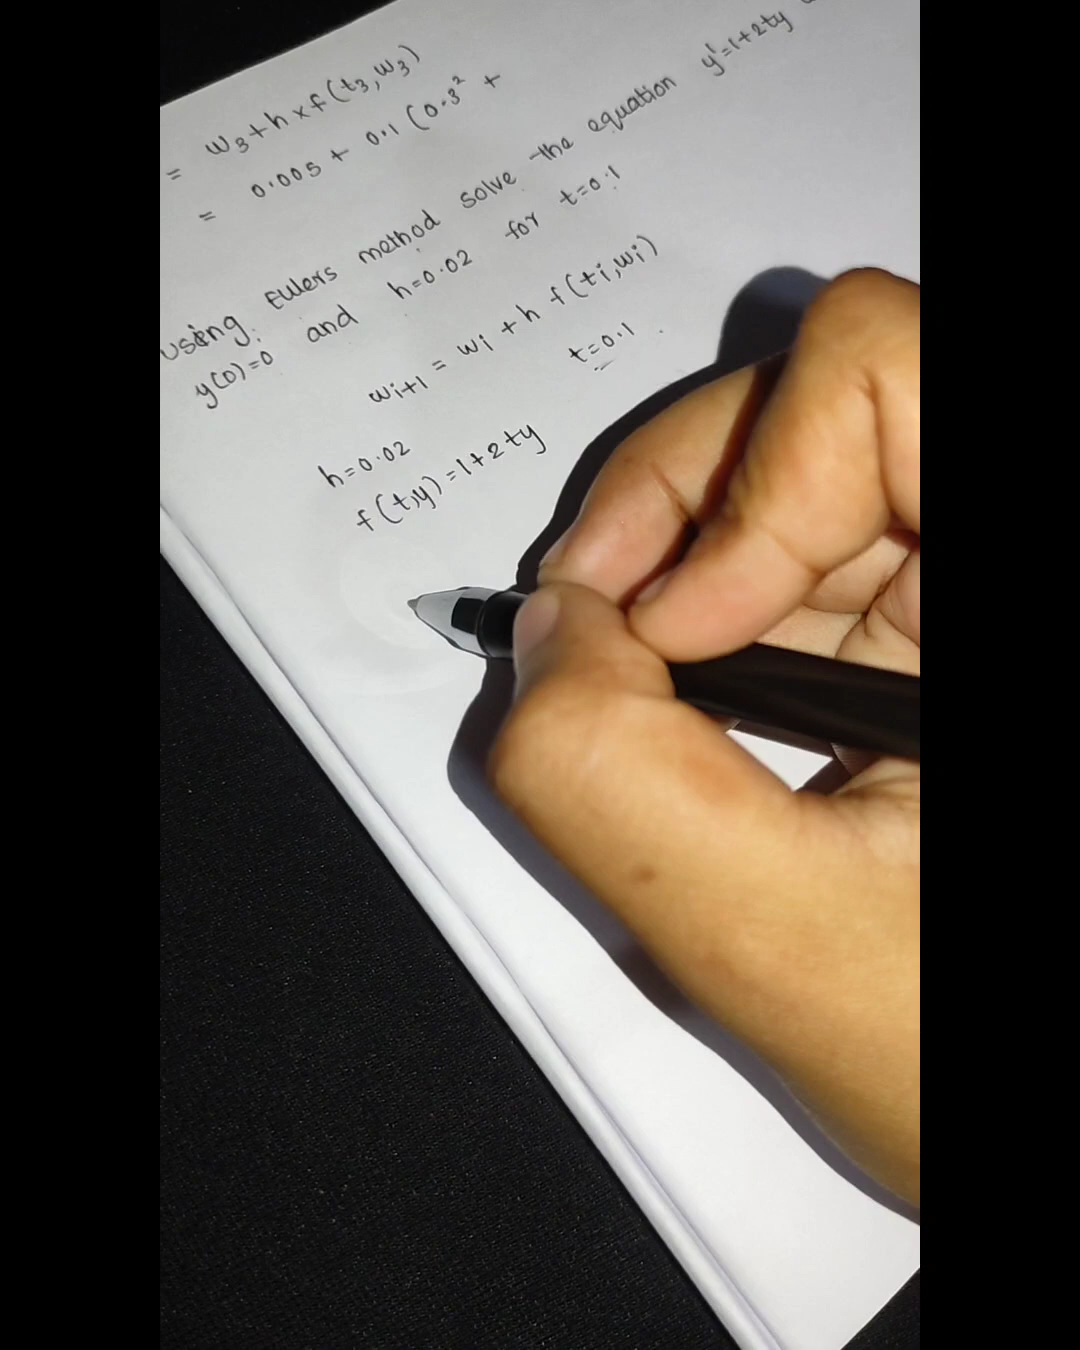 = w3+h×f(t3,w3)
= 0.005 + 0.1 (0.3² +
using Eulers method solve the equation y'=1+2ty
y(0)=0 and h=0.02 for t=0.1
wi+1 = wi + h f(ti,wi)
h=0.02 t=0.1
f(t,y)=1+2ty